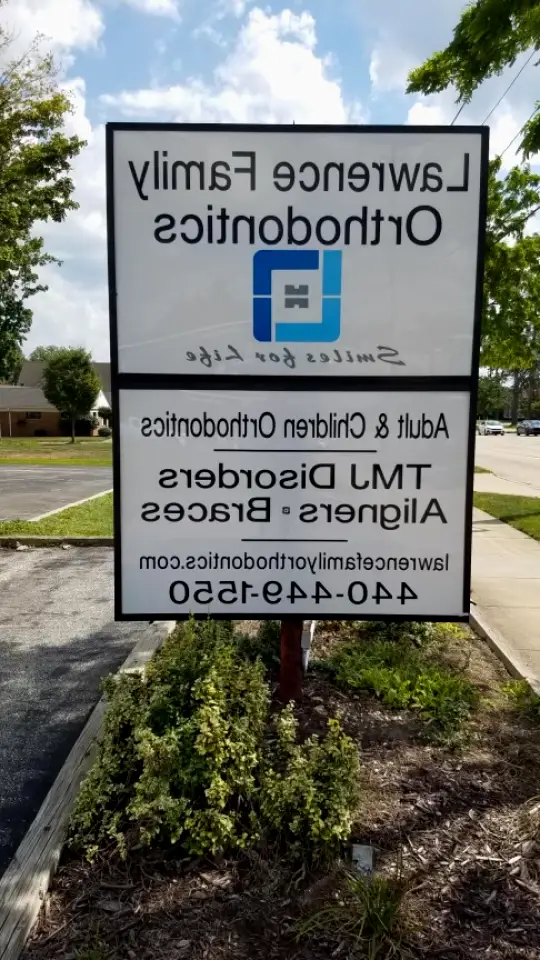 Lawrence Family
Orthodontics
Smiles for Life
Adult & Children Orthodontics
TMJ Disorders
Aligners Braces
lawrencefamilyorthodontics.com
440-449-1550